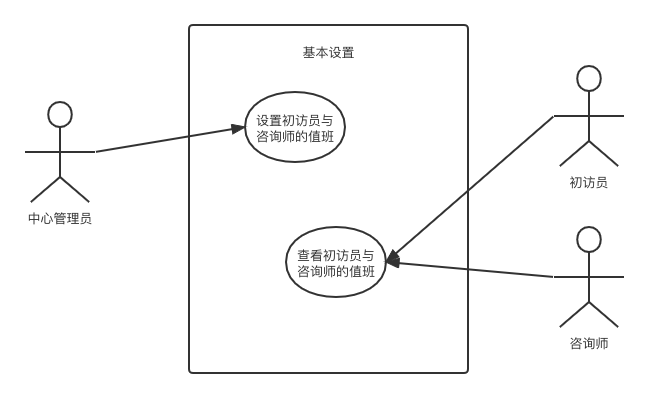 基本设置
设置初访员与
咨询师的值班
中心管理员
初访员
查看初访员与
咨询师的值班
咨询师